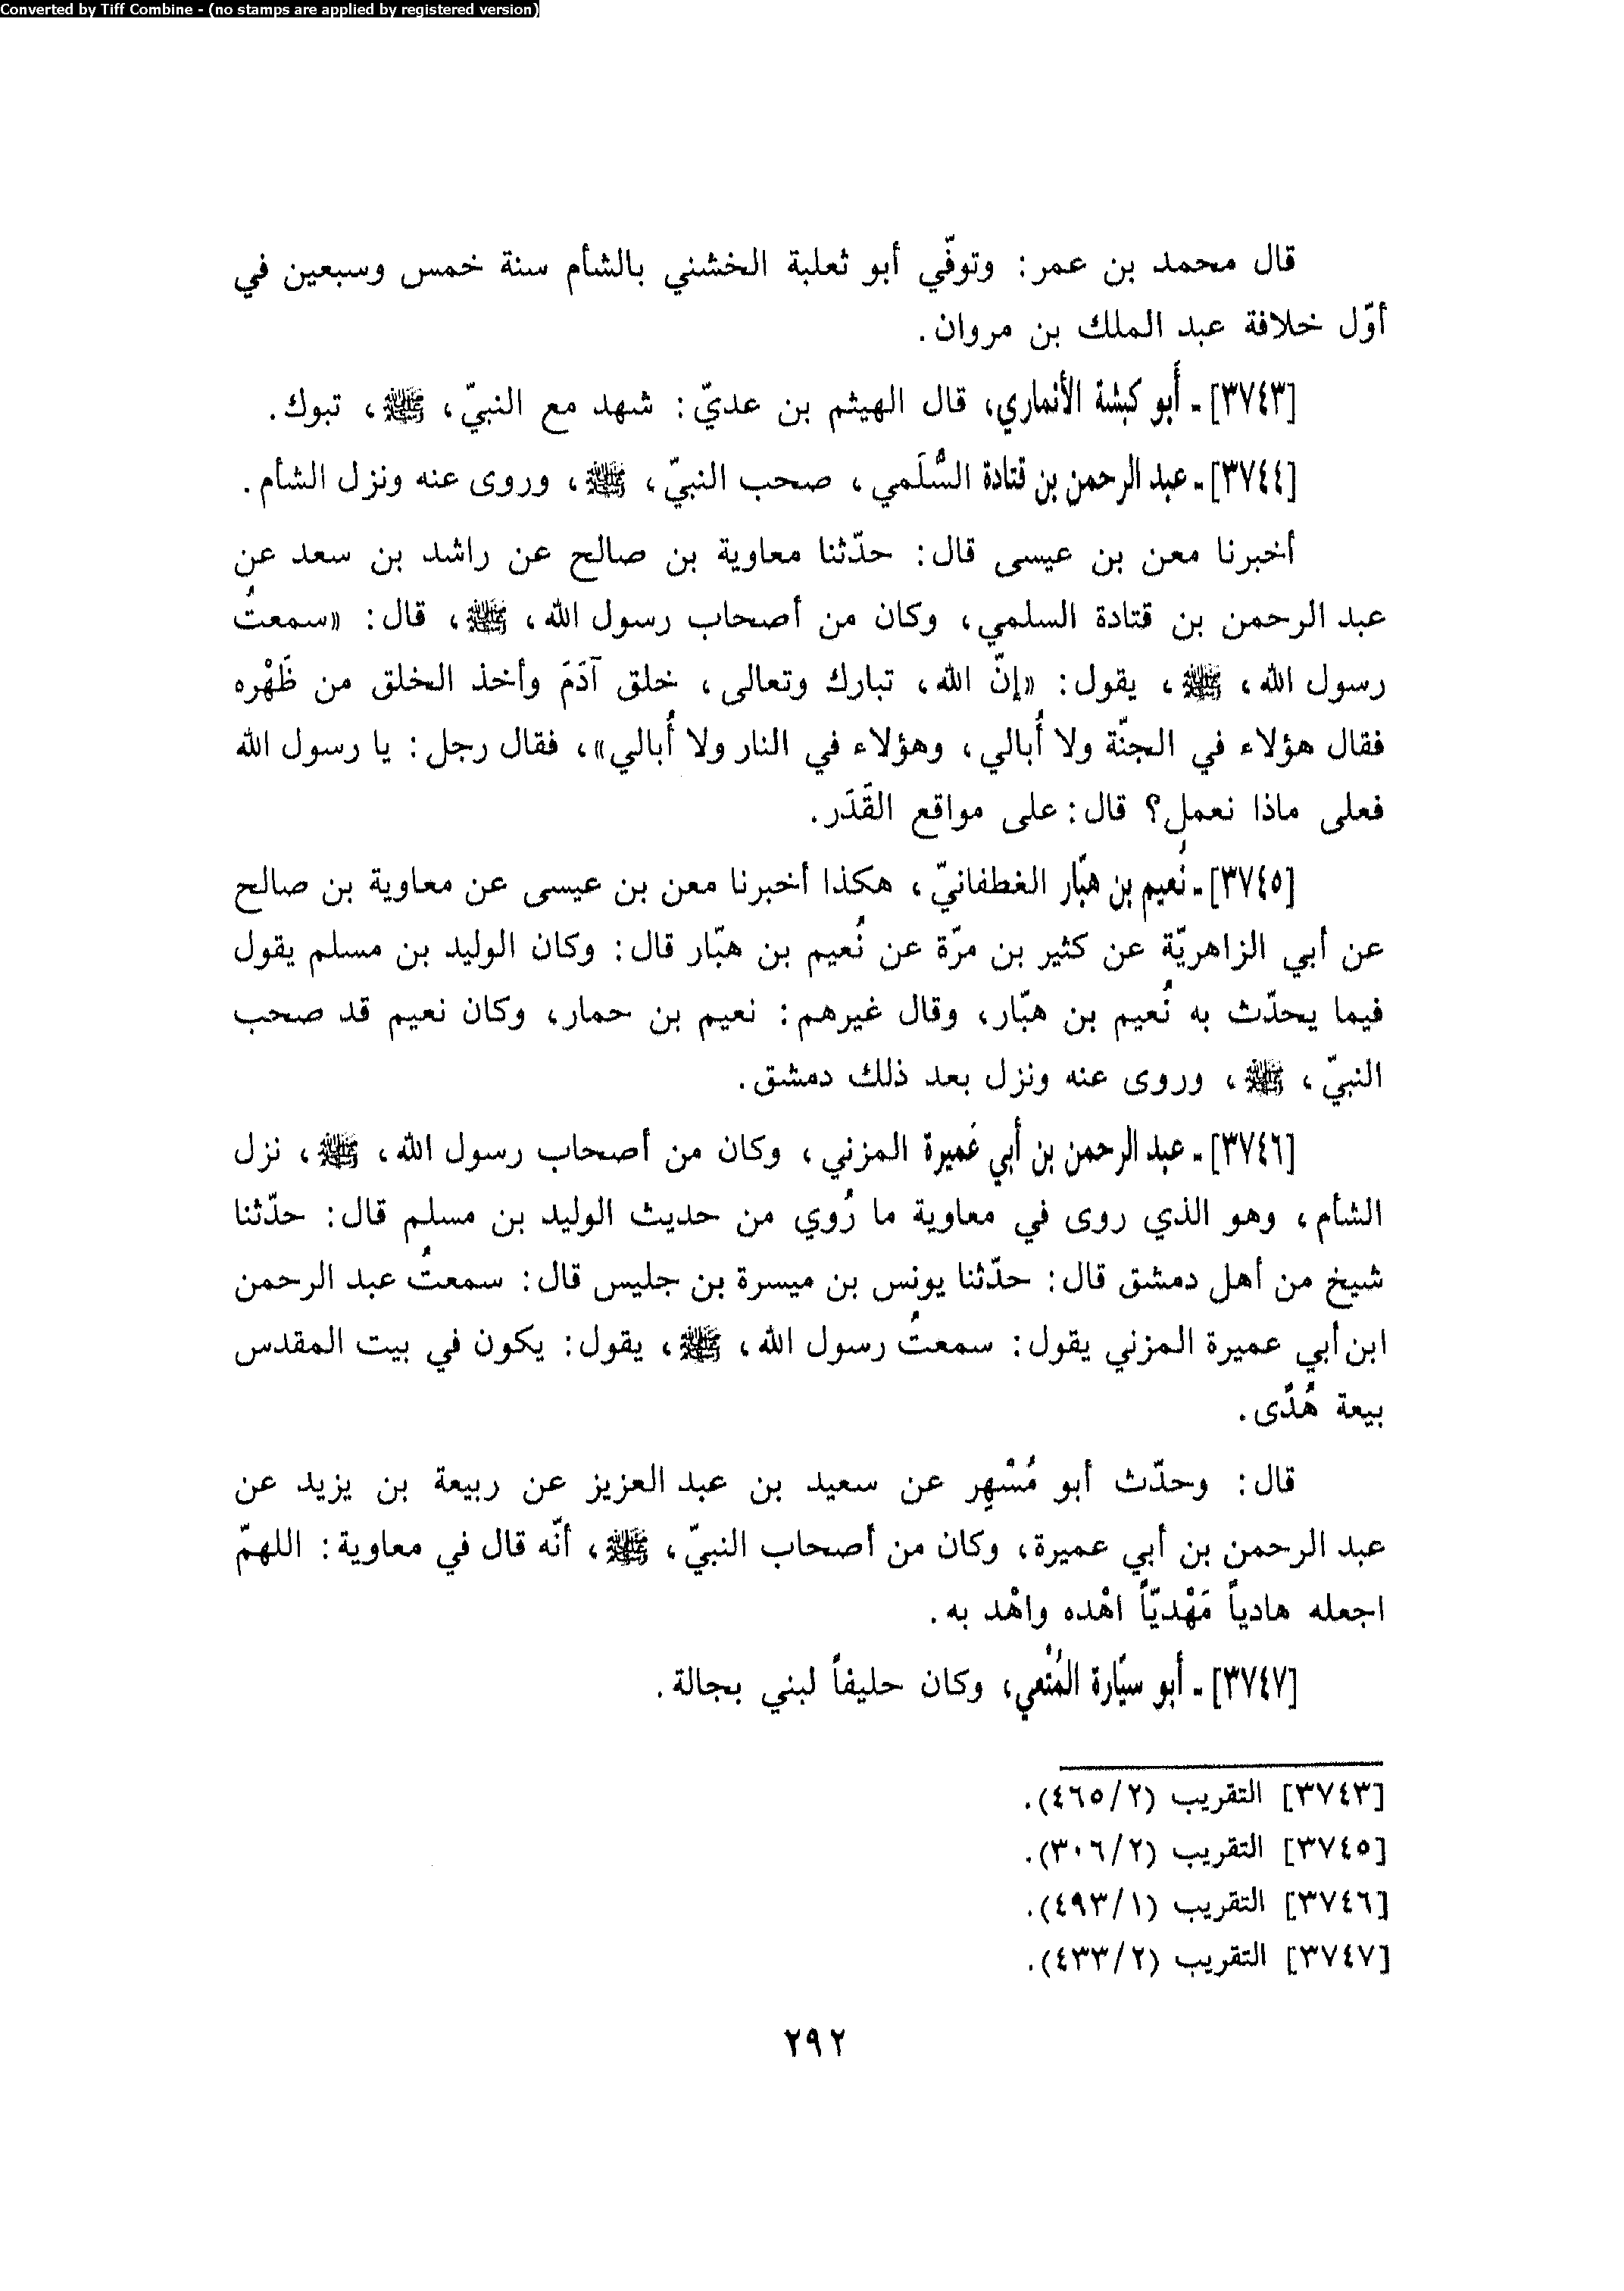 Converted by Tiff Combine - (no stamps are applied by registered version)
قال محمد بن عمر: وتوفّي أبو ثعلبة الخشني بالشأم سنة خمس وسبعين في
أوّل خلافة عبد الملك بن مروان.
[٣٧٤٣] ـ أَبو كبشة الأنماري، قال الهيثم بن عديّ: شهد مع النبيّ، ﷺ، تبوك.
[٣٧٤٤] ـ عبد الرحمن بن قتادة السُّلَمي، صحب النبيّ، ﷺ، وروى عنه ونزل الشأم.
أخبرنا معن بن عيسى قال: حدّثنا معاوية بن صالح عن راشد بن سعد عن
عبد الرحمن بن قتادة السلمي، وكان من أصحاب رسول الله، ﷺ، قال: «سمعتُ
رسول الله، ﷺ، يقول: «إنّ الله، تبارك وتعالى، خلق آدَمَ وأخذ الخلق من ظَهْره
فقال هؤلاء في الجنّة ولا أُبالي، وهؤلاء في النار ولا أُبالي»، فقال رجل: يا رسول الله
فعلى ماذا نعمل؟ قال: على مواقع القَدَر.
[٣٧٤٥] ـ نُعيم بن هَبّار الغطفانيّ، هكذا أخبرنا معن بن عيسى عن معاوية بن صالح
عن أبي الزاهريّة عن كثير بن مرّة عن نُعيم بن هبّار قال: وكان الوليد بن مسلم يقول
فيما يحدّث به نُعيم بن هبّار، وقال غيرهم: نعيم بن حمار، وكان نعيم قد صحب
النبيّ، ﷺ، وروى عنه ونزل بعد ذلك دمشق.
[٣٧٤٦] ـ عبد الرحمن بن أبي عَميرة المزني، وكان من أصحاب رسول الله، ﷺ، نزل
الشأم، وهو الذي روى في معاوية ما رُوي من حديث الوليد بن مسلم قال: حدّثنا
شيخ من أهل دمشق قال: حدّثنا يونس بن ميسرة بن جليس قال: سمعتُ عبد الرحمن
ابن أبي عميرة المزني يقول: سمعتُ رسول الله، ﷺ، يقول: يكون في بيت المقدس
بيعة هُدًى.
قال: وحدّث أبو مُسْهِر عن سعيد بن عبد العزيز عن ربيعة بن يزيد عن
عبد الرحمن بن أبي عميرة، وكان من أصحاب النبيّ، ﷺ، أنّه قال في معاوية: اللهمّ
اجعله هادياً مَهْديّاً اهْده واهْد به.
[٣٧٤٧] ـ أبو سيّارة المُتْعي، وكان حليفاً لبني بجالة.
[٣٧٤٣] التقريب (٤٦٥/٢).
[٣٧٤٥] التقريب (٣٠٦/٢).
[٣٧٤٦] التقريب (٤٩٣/١).
[٣٧٤٧] التقريب (٤٣٣/٢).
٢٩٢